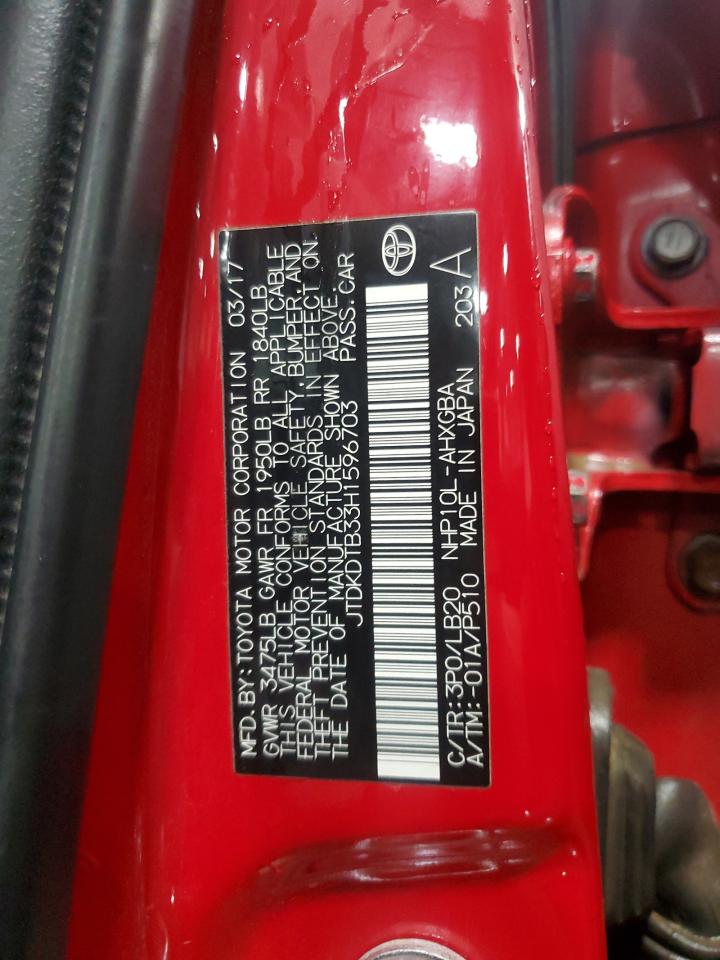 MFD.BY:TOYOTA MOTOR CORPORATION 03/17
GVWR 3475LB GAWR FR 1950LB RR 1840LB
THIS VEHICLE CONFORMS TO ALL APPLICABLE
FEDERAL MOTOR VEHICLE SAFETY,BUMPER,AND
THEFT PREVENTION STANDARDS IN EFFECT ON
THE DATE OF MANUFACTURE SHOWN ABOVE.
JTDKDTB33H1596703 PASS.CAR
C/TR:3P0/LB20 NHP10L-AHXGBA
A/TM:-01A/P510 MADE IN JAPAN 203 A